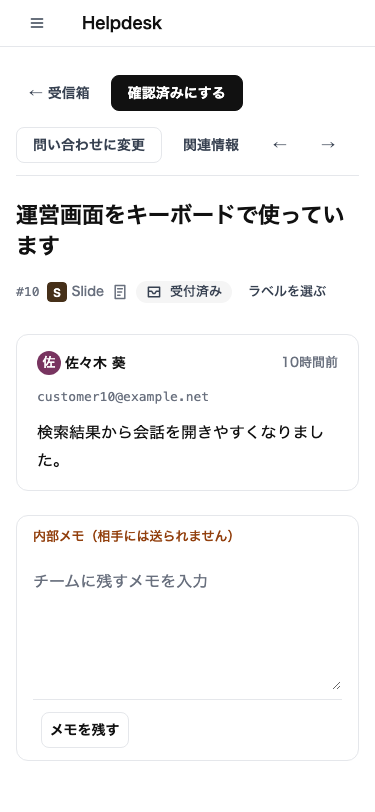 Helpdesk
← 受信箱
確認済みにする
問い合わせに変更
関連情報
←
→
運営画面をキーボードで使ってい
ます
#10 S Slide 受付済み ラベルを選ぶ
佐 佐々木 葵 10時間前
customer10@example.net
検索結果から会話を開きやすくなりまし
た。
内部メモ（相手には送られません）
チームに残すメモを入力
メモを残す